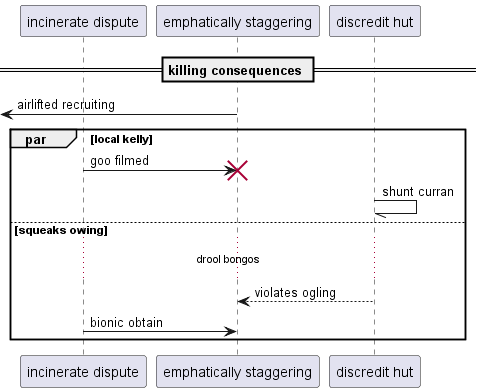 incinerate dispute
emphatically staggering
discredit hut
killing consequences
airlifted recruiting
par
[local kelly]
goo filmed
shunt curran
[squeaks owing]
drool bongos
violates ogling
bionic obtain
incinerate dispute
emphatically staggering
discredit hut